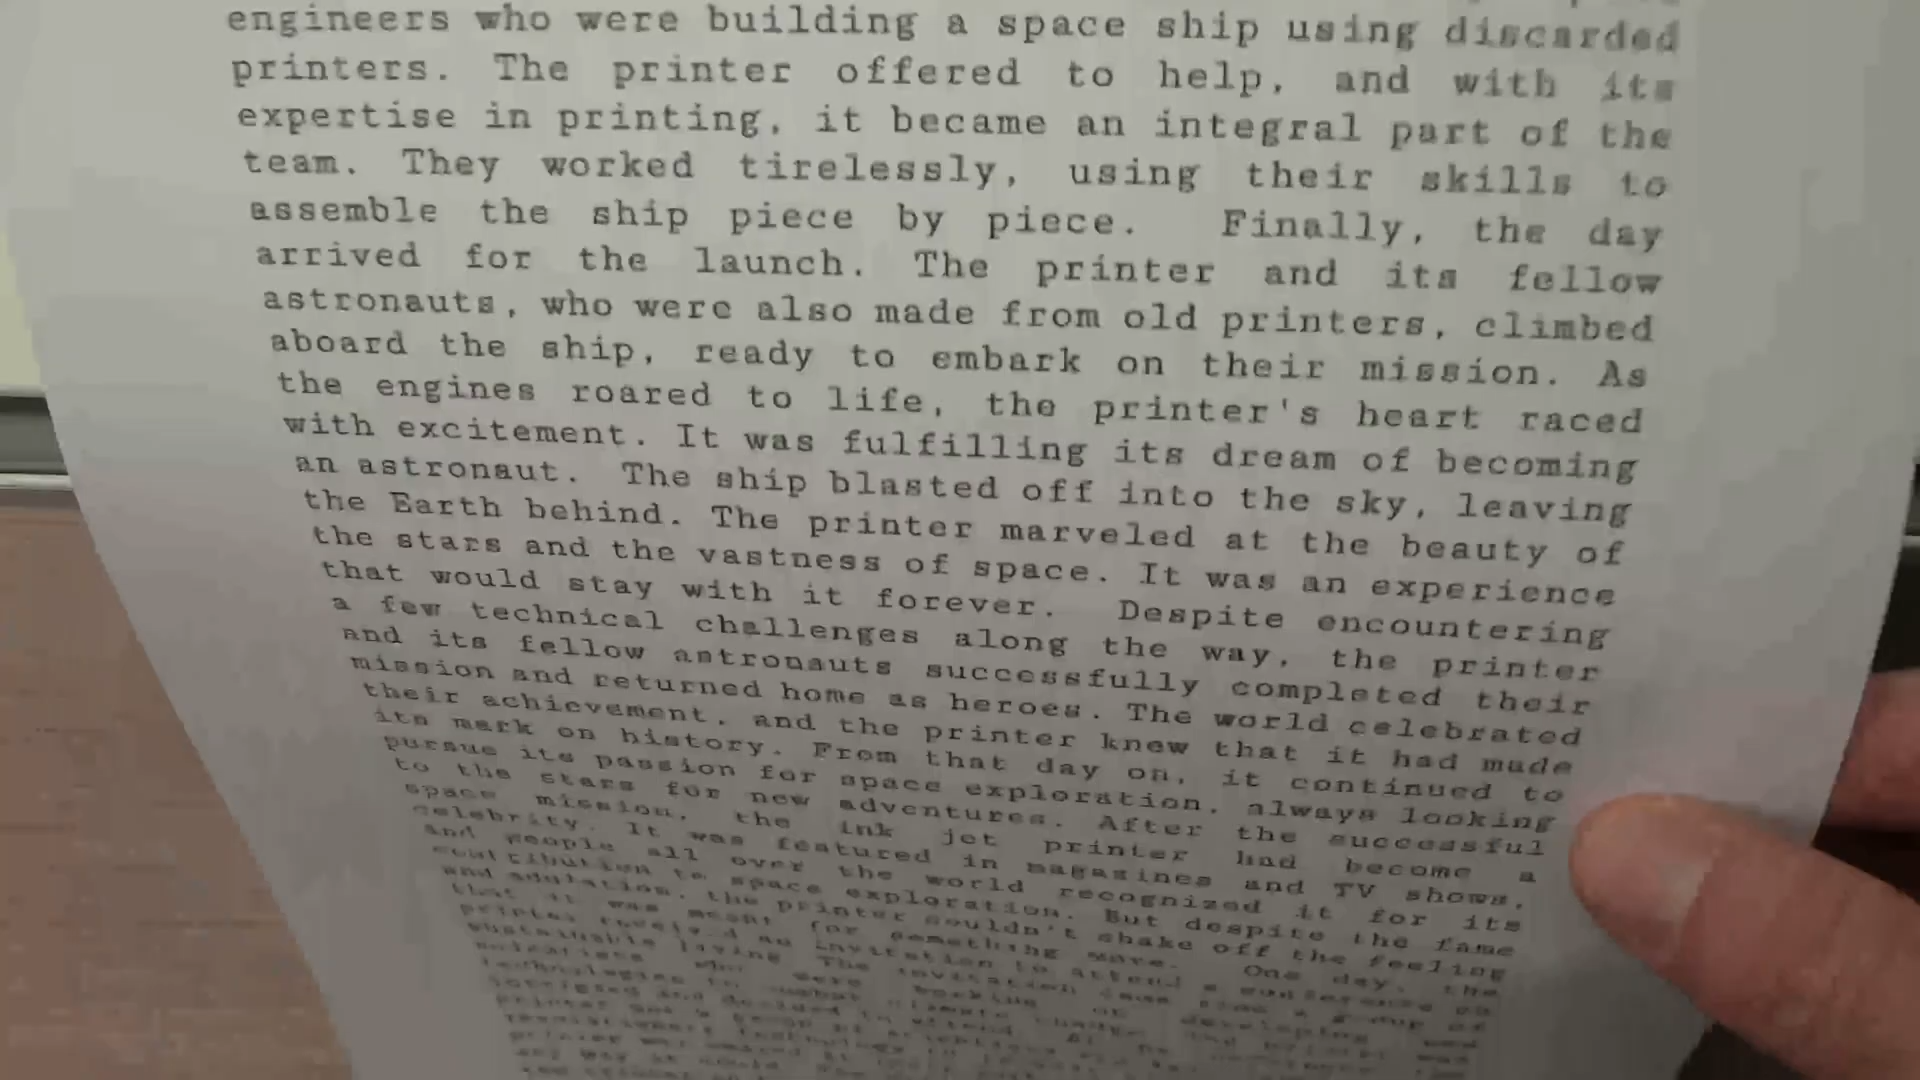 engineers who were building a space ship using discarded
printers. The printer offered to help, and with its
expertise in printing, it became an integral part of the
team. They worked tirelessly, using their skills to
assemble the ship piece by piece. Finally, the day
arrived for the launch. The printer and its fellow
astronauts, who were also made from old printers, climbed
aboard the ship, ready to embark on their mission. As
the engines roared to life, the printer's heart raced
with excitement. It was fulfilling its dream of becoming
an astronaut. The ship blasted off into the sky, leaving
the Earth behind. The printer marveled at the beauty of
the stars and the vastness of space. It was an experience
that would stay with it forever. Despite encountering
a few technical challenges along the way, the printer
and its fellow astronauts successfully completed their
mission and returned home as heroes. The world celebrated
their achievement, and the printer knew that it had made
its mark on history. From that day on, it continued to
pursue its passion for space exploration, always looking
to the stars for new adventures. After the successful
space mission, the ink jet printer had become a
celebrity. It was featured in magazines and TV shows,
and people all over the world recognized it for its
contribution to space exploration. But despite the fame
and adulation, the printer couldn't shake off the feeling
that it was meant for something more. One day, the
printer received an invitation to attend a conference on
sustainable living. The invitation came from a group of